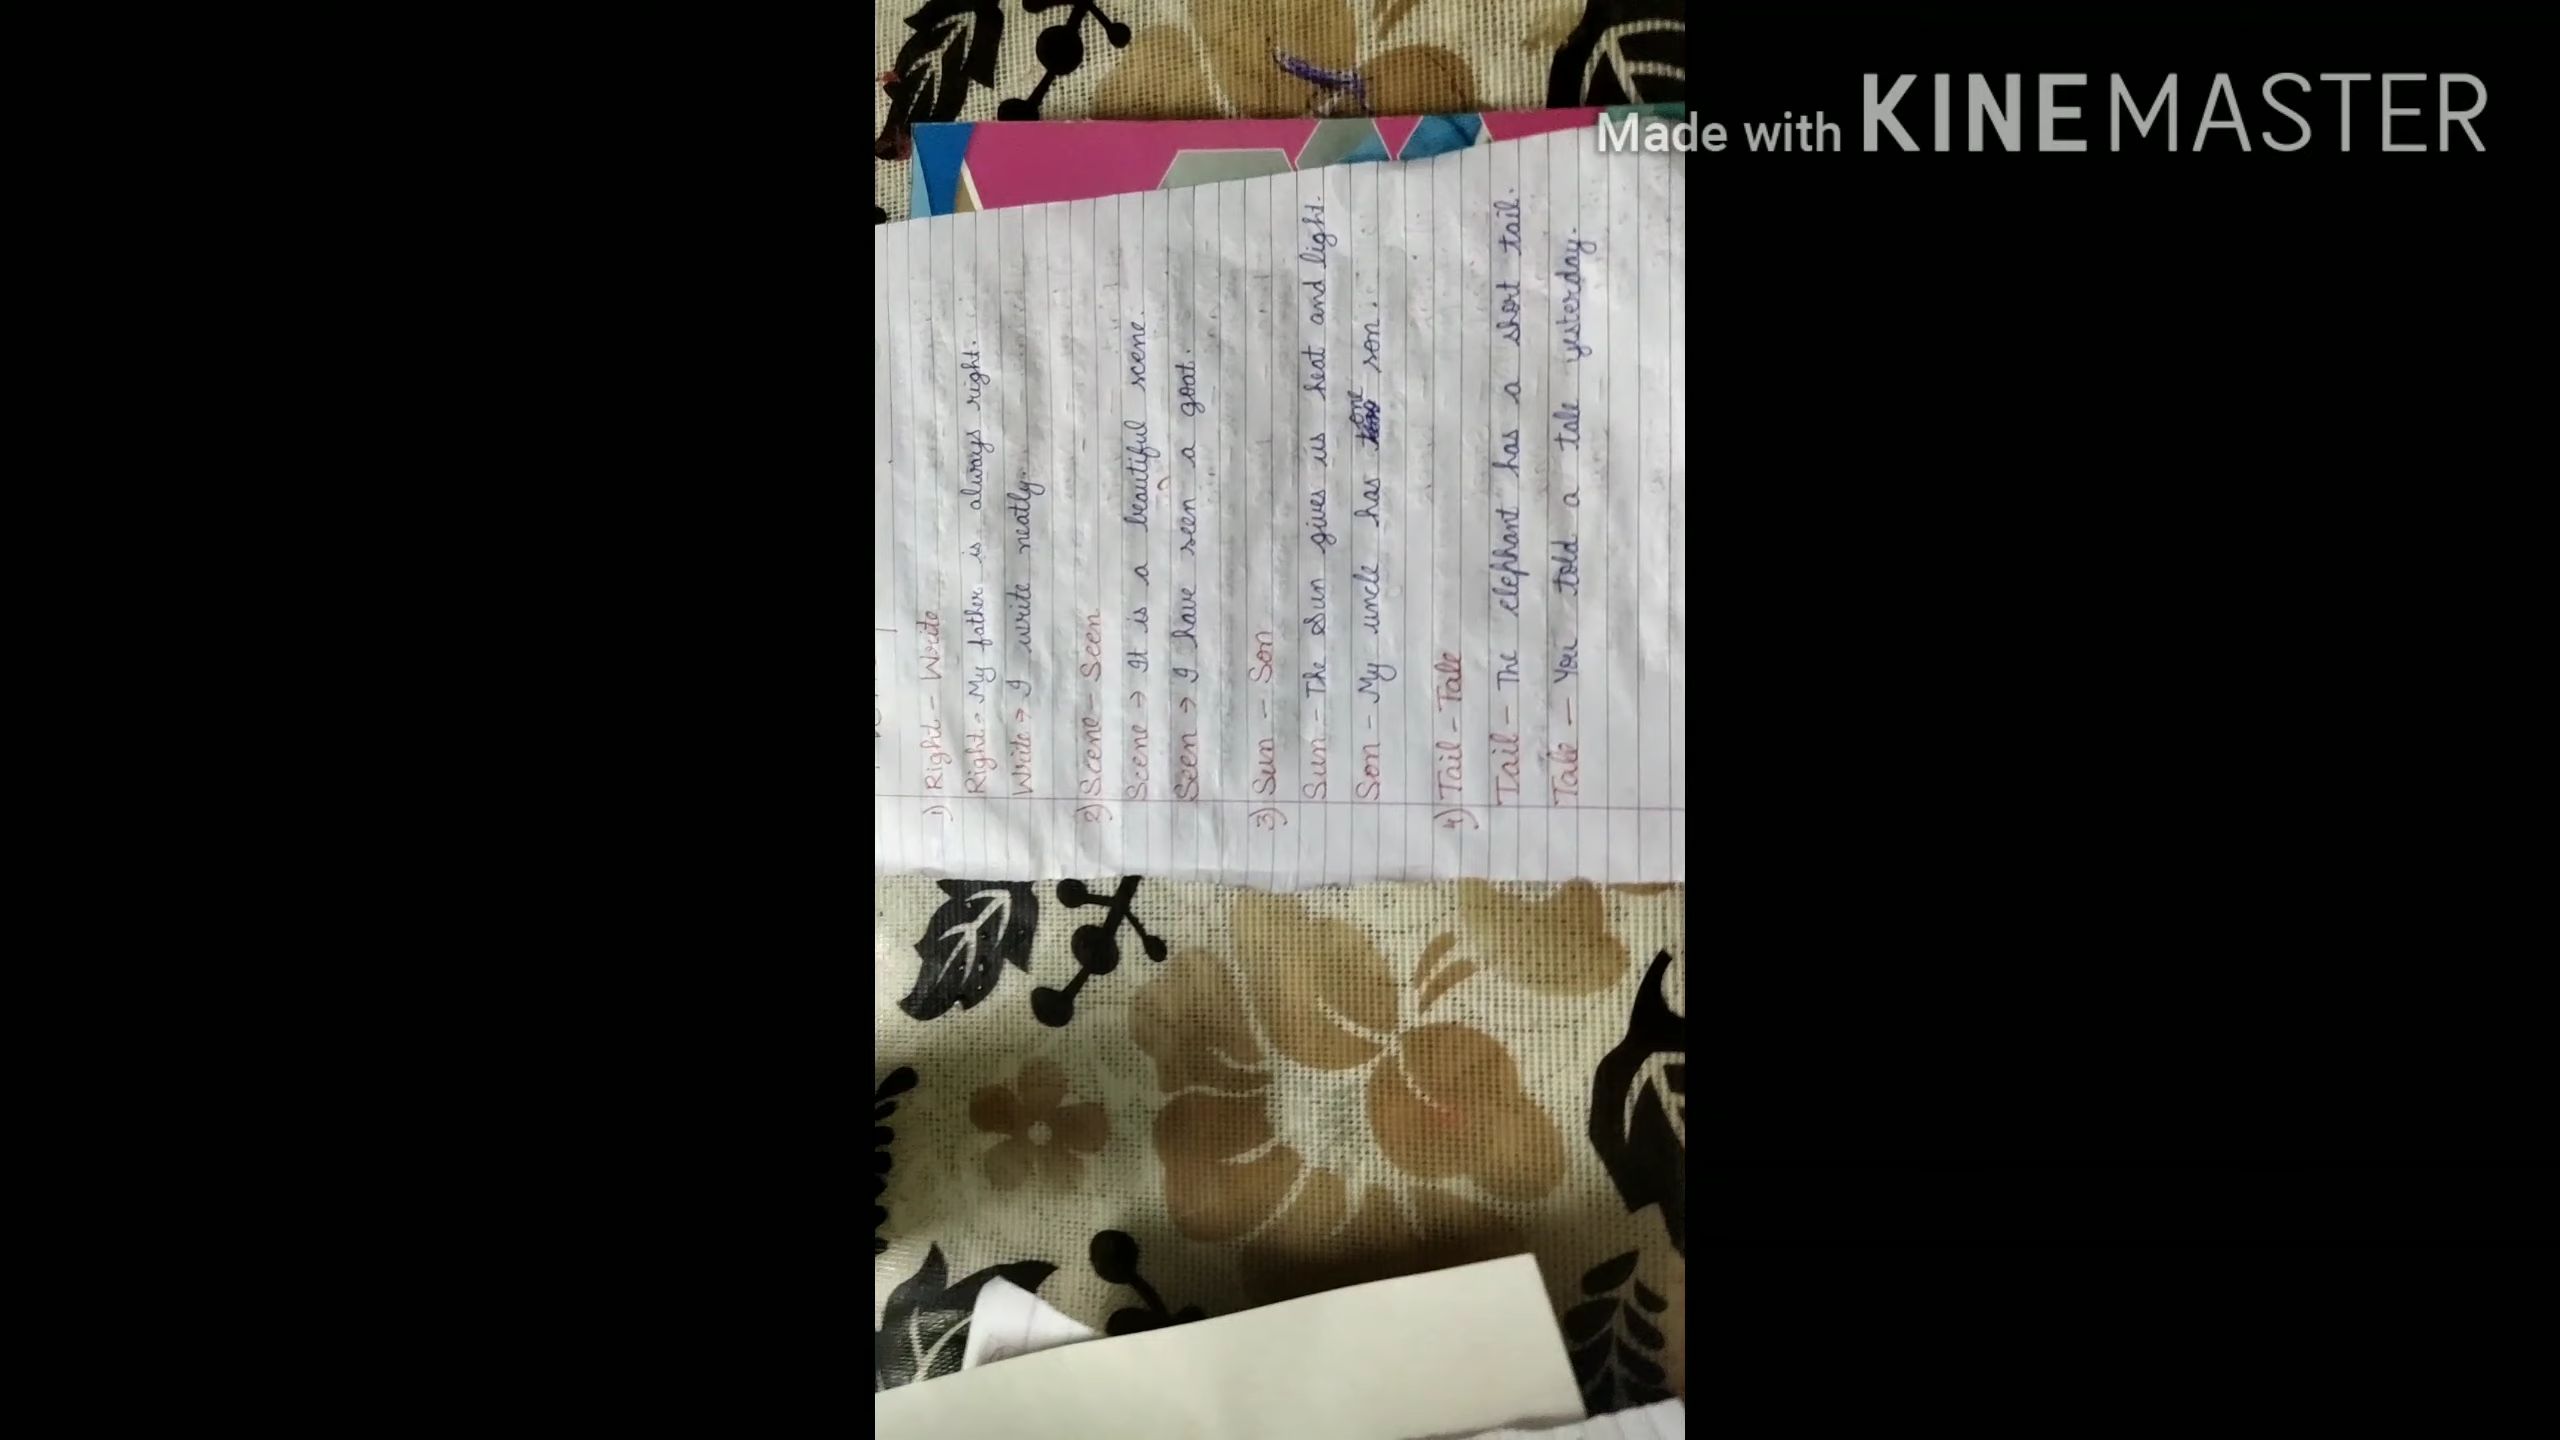 Made with KINEMASTER
1) Right - Write
Right → My father is always right.
Write → I write neatly.
2) Scene - Seen
Scene → It is a beautiful scene.
Seen → I have seen a goat.
3) Sun - Son
Sun - The Sun gives us heat and light.
Son - My uncle has one son.
4) Tail - Tale
Tail - The elephant has a short tail.
Tale - You told a tale yesterday.